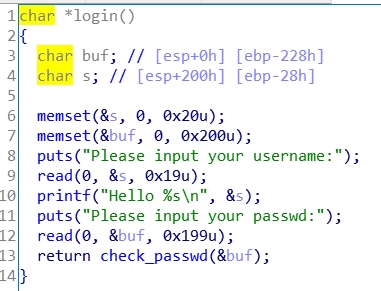 1 char *login()
2 {
3 char buf; // [esp+0h] [ebp-228h]
4 char s; // [esp+200h] [ebp-28h]
5
6 memset(&s, 0, 0x20u);
7 memset(&buf, 0, 0x200u);
8 puts("Please input your username:");
9 read(0, &s, 0x19u);
10 printf("Hello %s\n", &s);
11 puts("Please input your passwd:");
12 read(0, &buf, 0x199u);
13 return check_passwd(&buf);
14 }